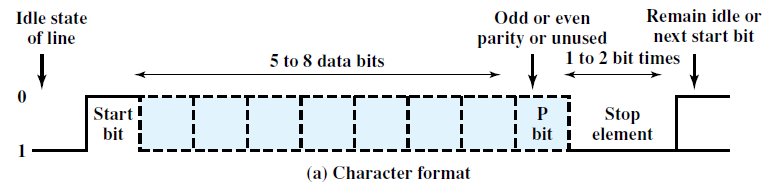 Idle state
of line
Odd or even
parity or unused
Remain idle or
next start bit
5 to 8 data bits
1 to 2 bit times
0
Start
bit
P
bit
Stop
element
1
(a) Character format